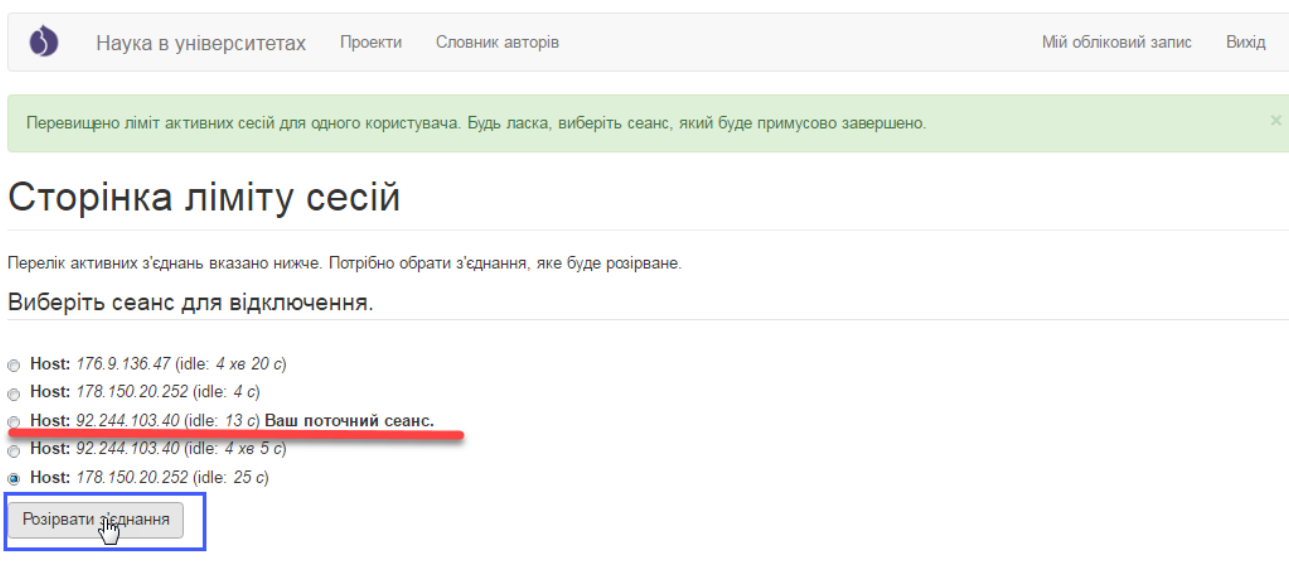 Наука в університетах Проекти Словник авторів Мій обліковий запис Вихід
Перевищено ліміт активних сесій для одного користувача. Будь ласка, виберіть сеанс, який буде примусово завершено. ×
Сторінка ліміту сесій
Перелік активних з'єднань вказано нижче. Потрібно обрати з'єднання, яке буде розірване.
Виберіть сеанс для відключення.
Host: 176.9.136.47 (idle: 4 хв 20 с)
Host: 178.150.20.252 (idle: 4 с)
Host: 92.244.103.40 (idle: 13 с) Ваш поточний сеанс.
Host: 92.244.103.40 (idle: 4 хв 5 с)
Host: 178.150.20.252 (idle: 25 с)
Розірвати з'єднання